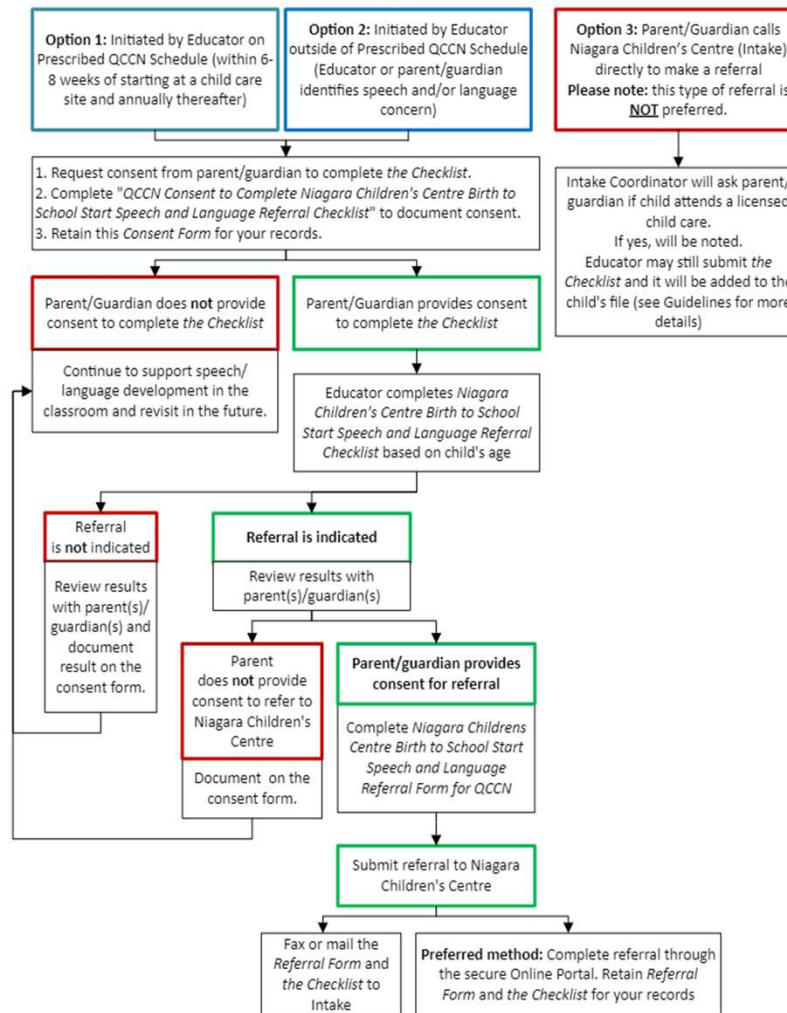 Option 1: Initiated by Educator on
Prescribed QCCN Schedule (within 6-
8 weeks of starting at a child care
site and annually thereafter)
Option 2: Initiated by Educator
outside of Prescribed QCCN Schedule
(Educator or parent/guardian
identifies speech and/or language
concern)
Option 3: Parent/Guardian calls
Niagara Children's Centre (Intake)
directly to make a referral
Please note: this type of referral is
NOT preferred.
1. Request consent from parent/guardian to complete the Checklist.
2. Complete "QCCN Consent to Complete Niagara Children's Centre Birth to
School Start Speech and Language Referral Checklist" to document consent.
3. Retain this Consent Form for your records.
Intake Coordinator will ask parent/
guardian if child attends a licensed
child care.
If yes, will be noted.
Educator may still submit the
Checklist and it will be added to the
child's file (see Guidelines for more
details)
Parent/Guardian does not provide
consent to complete the Checklist
Parent/Guardian provides consent
to complete the Checklist
Continue to support speech/
language development in the
classroom and revisit in the future.
Educator completes Niagara
Children's Centre Birth to School
Start Speech and Language Referral
Checklist based on child's age
Referral
is not indicated
Review results
with parent(s)/
guardian(s) and
document
result on the
consent form.
Referral is indicated
Review results with
parent(s)/guardian(s)
Parent
does not provide
consent to refer to
Niagara Children's
Centre
Document on the
consent form.
Parent/guardian provides
consent for referral
Complete Niagara Childrens
Centre Birth to School Start
Speech and Language
Referral Form for QCCN
Submit referral to Niagara
Children's Centre
Fax or mail the
Referral Form and
the Checklist to
Intake
Preferred method: Complete referral through
the secure Online Portal. Retain Referral
Form and the Checklist for your records